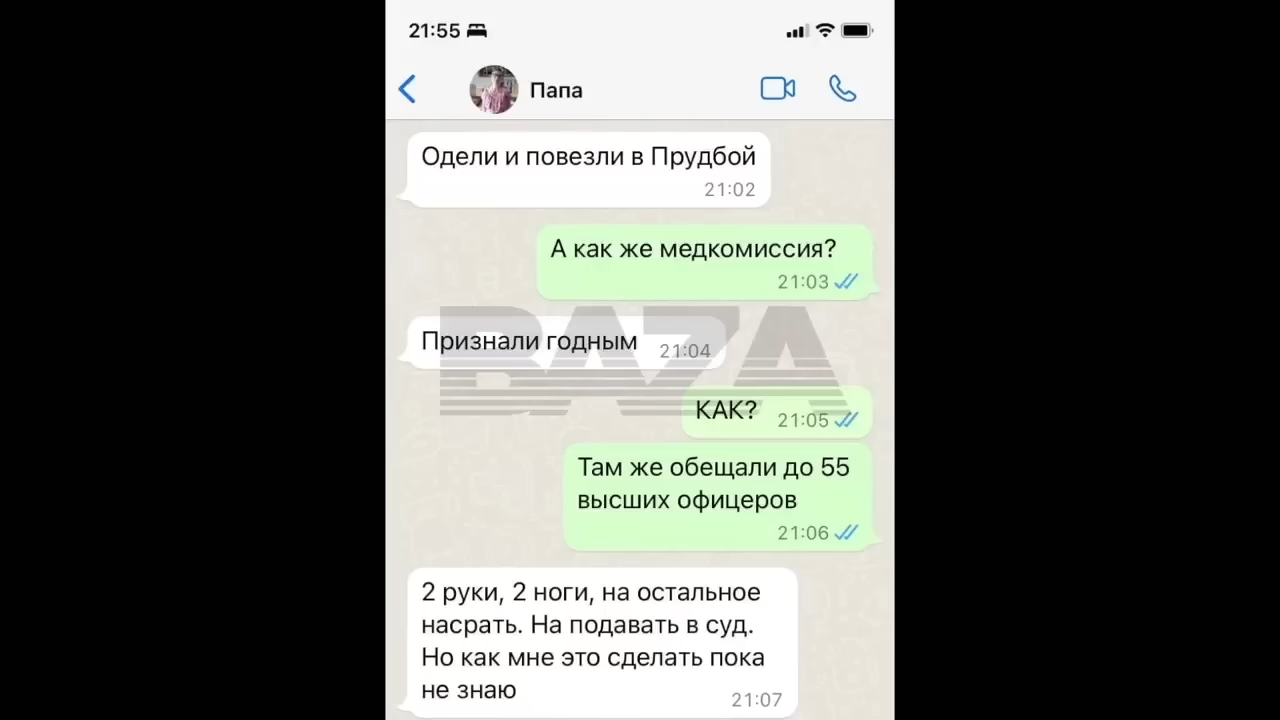 21:55
Папа
Одели и повезли в Прудбой
21:02
А как же медкомиссия?
21:03
BAZA
Признали годным
21:04
КАК?
21:05
Там же обещали до 55
высших офицеров
21:06
2 руки, 2 ноги, на остальное
насрать. На подавать в суд.
Но как мне это сделать пока
не знаю
21:07